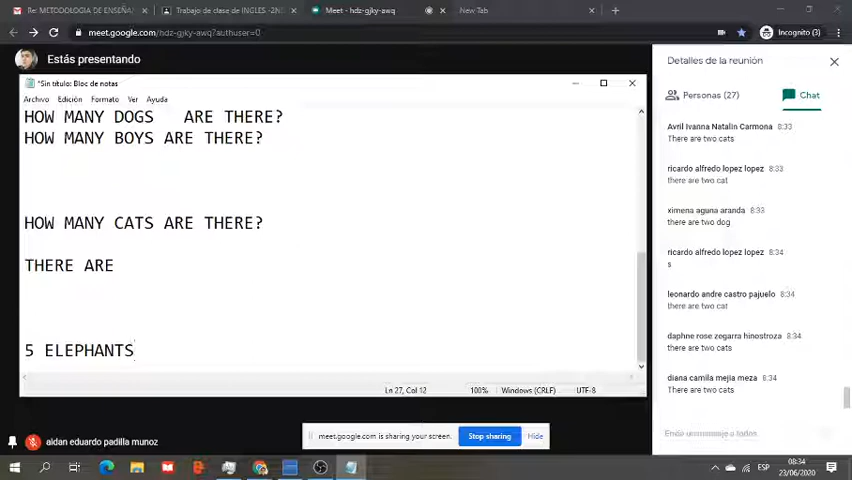 Re: METODOLOGIA DE ENSEÑA
Trabajo de clase de INGLES -2N
Meet - hdz-gjky-awq
New Tab
meet.google.com/hdz-gjky-awq?authuser=0
Incognito (3)
Estás presentando
*Sin título: Bloc de notas
Archivo Edición Formato Ver Ayuda
HOW MANY DOGS ARE THERE?
HOW MANY BOYS ARE THERE?
HOW MANY CATS ARE THERE?
THERE ARE
5 ELEPHANTS
Ln 27, Col 12 100% Windows (CRLF) UTF-8
meet.google.com is sharing your screen. Stop sharing Hide
aldan eduardo padilla munoz
Detalles de la reunión
Personas (27) Chat
Avril Ivanna Natalin Carmona 8:33
There are two cats
ricardo alfredo lopez lopez 8:33
there are two cat
ximena aguna aranda 8:33
there are two dog
ricardo alfredo lopez lopez 8:34
s
leonardo andre castro pajuelo 8:34
there are two cat
daphne rose zegarra hinostroza 8:34
there are two cats
diana camila mejia meza 8:34
There are two cats
ESP
08:34
23/06/2020